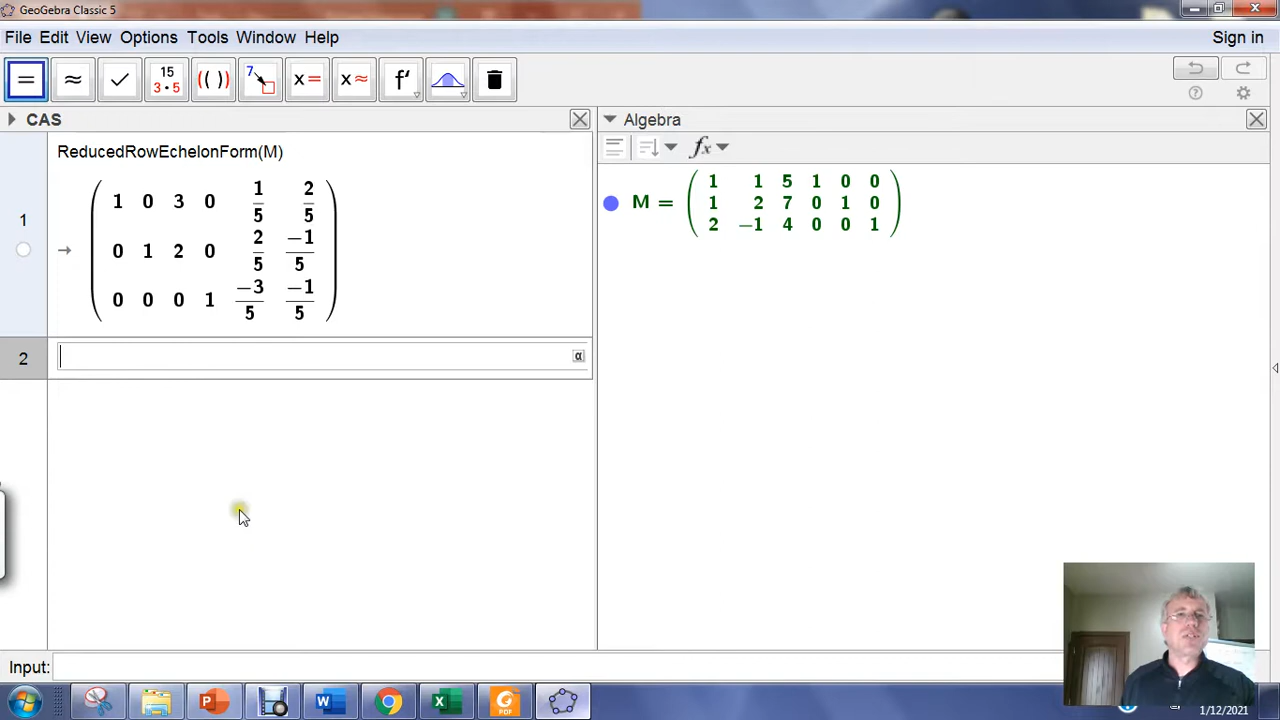 GeoGebra Classic 5
File Edit View Options Tools Window Help
Sign in
= ≈ ✓ 15 3·5 (( )) 7 x= x≈ f'
CAS
Algebra
fx
ReducedRowEchelonForm(M)
1
→
1 0 3 0 1/5 2/5
0 1 2 0 2/5 −1/5
0 0 0 1 −3/5 −1/5
2
α
M =
1 1 5 1 0 0
1 2 7 0 1 0
2 −1 4 0 0 1
Input:
1/12/2021